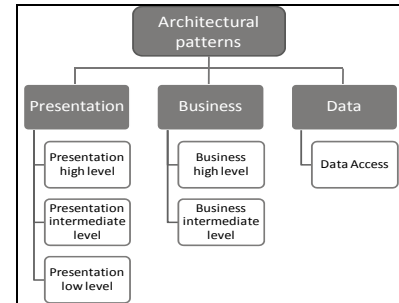 Architectural
patterns
Presentation
Business
Data
Presentation
high level
Business
high level
Data Access
Presentation
intermediate
level
Business
intermediate
level
Presentation
low level